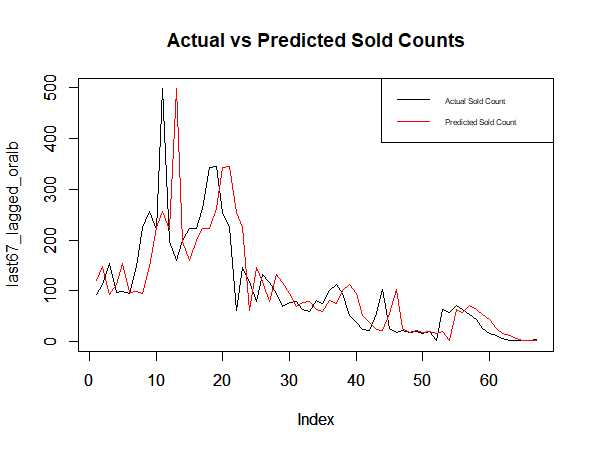 Actual vs Predicted Sold Counts
Actual Sold Count
Predicted Sold Count
last67_lagged_oralb
500
400
300
200
100
0
0 10 20 30 40 50 60
Index